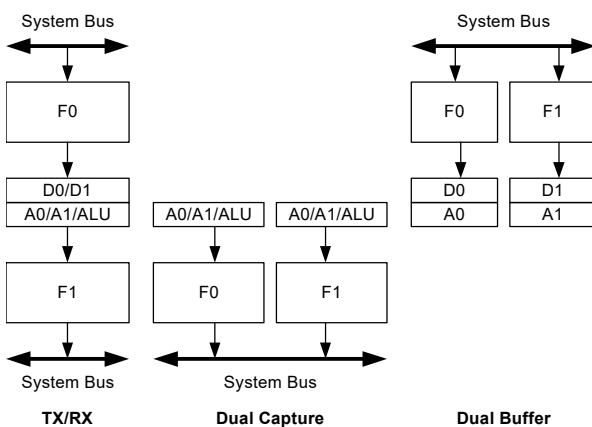 System Bus
F0
D0/D1
A0/A1/ALU
F1
System Bus
TX/RX
A0/A1/ALU
A0/A1/ALU
F0
F1
System Bus
Dual Capture
System Bus
F0
F1
D0
D1
A0
A1
Dual Buffer